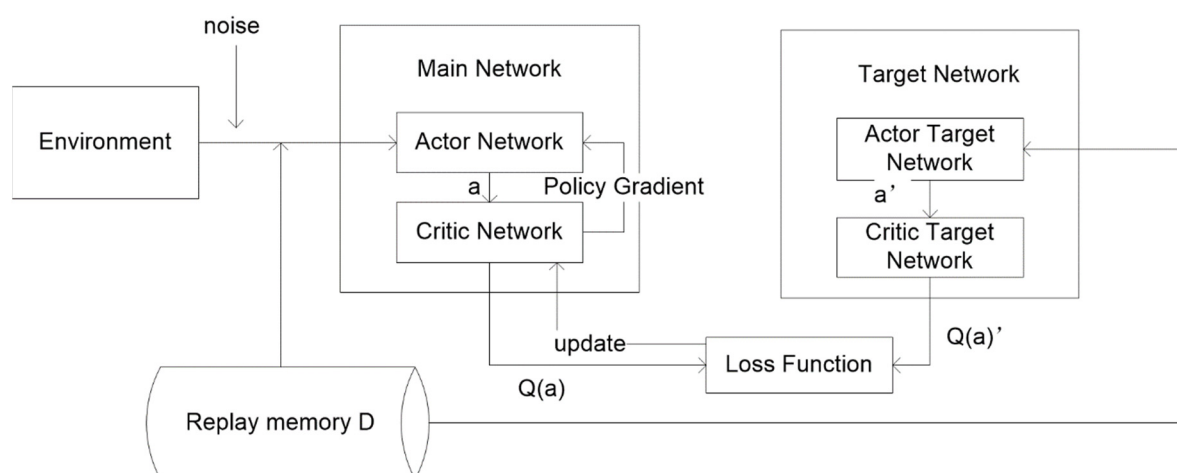 noise
Main Network
Target Network
Environment
Actor Network
Actor Target
Network
a
Policy Gradient
a’
Critic Network
Critic Target
Network
update
Q(a)’
Loss Function
Q(a)
Replay memory D